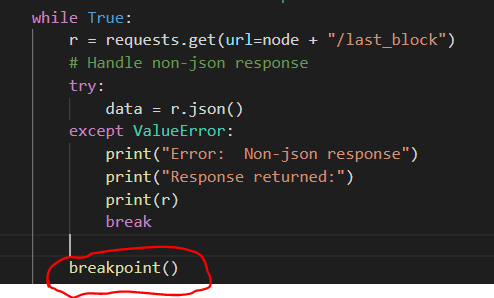 while True:
r = requests.get(url=node + "/last_block")
# Handle non-json response
try:
data = r.json()
except ValueError:
print("Error:  Non-json response")
print("Response returned:")
print(r)
break
breakpoint()